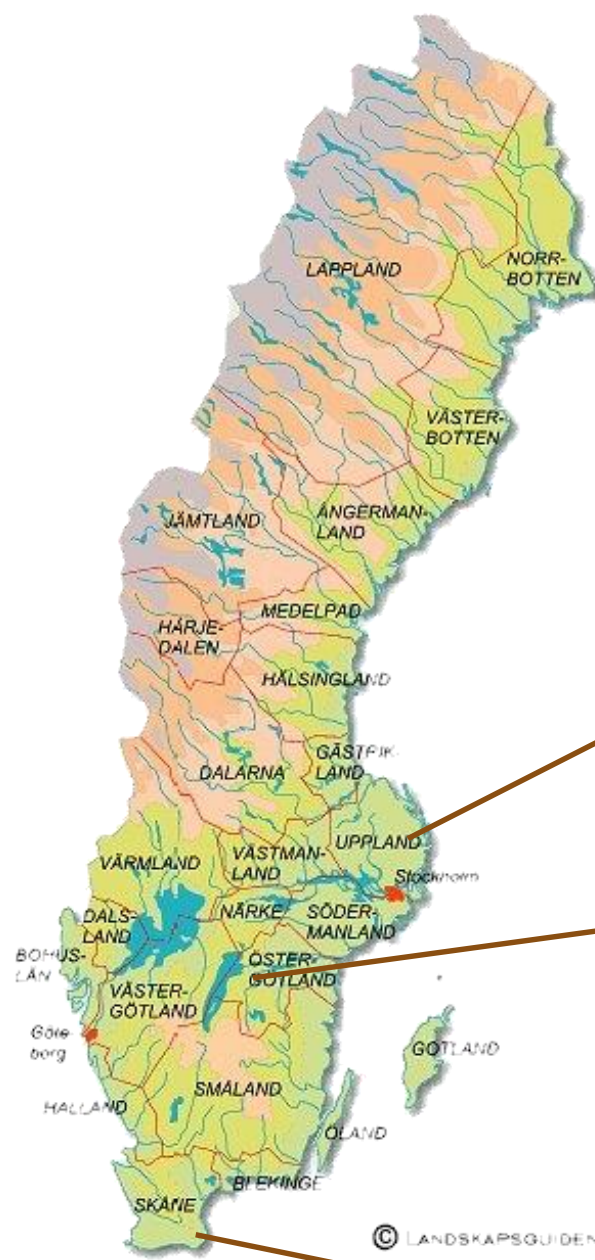 LAPPLAND
NORR-
BOTTEN
VÄSTER-
BOTTEN
JÄMTLAND
ÅNGERMAN-
LAND
MEDELPAD
HÄRJE-
DALEN
HÄLSINGLAND
GÄSTRIK-
LAND
DALARNA
UPPLAND
VÄRMLAND
VÄSTMAN-
LAND
Stockholm
NÄRKE
DALS-
LAND
SÖDER-
MANLAND
BOHUS-
LÄN
ÖSTER-
GÖTLAND
VÄSTER-
GÖTLAND
Göte-
borg
GOTLAND
SMÅLAND
HALLAND
ÖLAND
BLEKINGE
SKÅNE
© LANDSKAPSGUIDEN